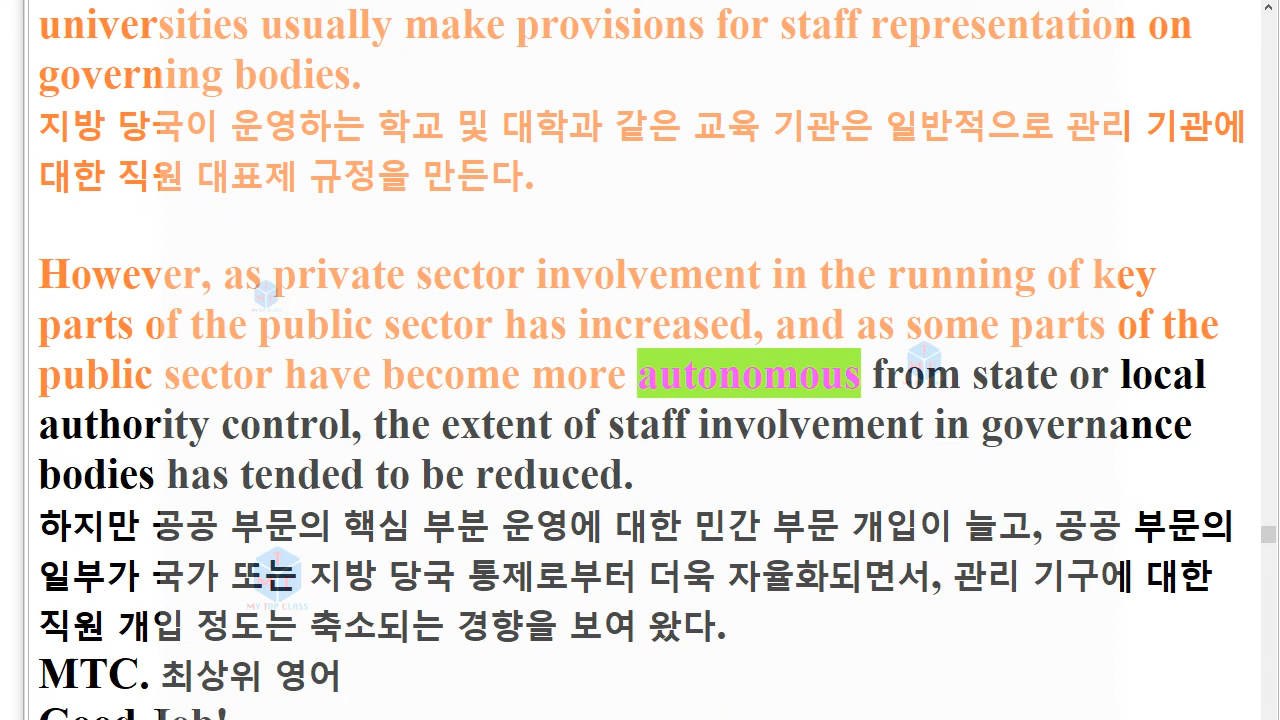 universities usually make provisions for staff representation on
governing bodies.
지방 당국이 운영하는 학교 및 대학과 같은 교육 기관은 일반적으로 관리 기관에
대한 직원 대표제 규정을 만든다.
However, as private sector involvement in the running of key
parts of the public sector has increased, and as some parts of the
public sector have become more autonomous from state or local
authority control, the extent of staff involvement in governance
bodies has tended to be reduced.
하지만 공공 부문의 핵심 부분 운영에 대한 민간 부문 개입이 늘고, 공공 부문의
일부가 국가 또는 지방 당국 통제로부터 더욱 자율화되면서, 관리 기구에 대한
직원 개입 정도는 축소되는 경향을 보여 왔다.
MY TOP CLASS
MTC. 최상위 영어
Good Job!